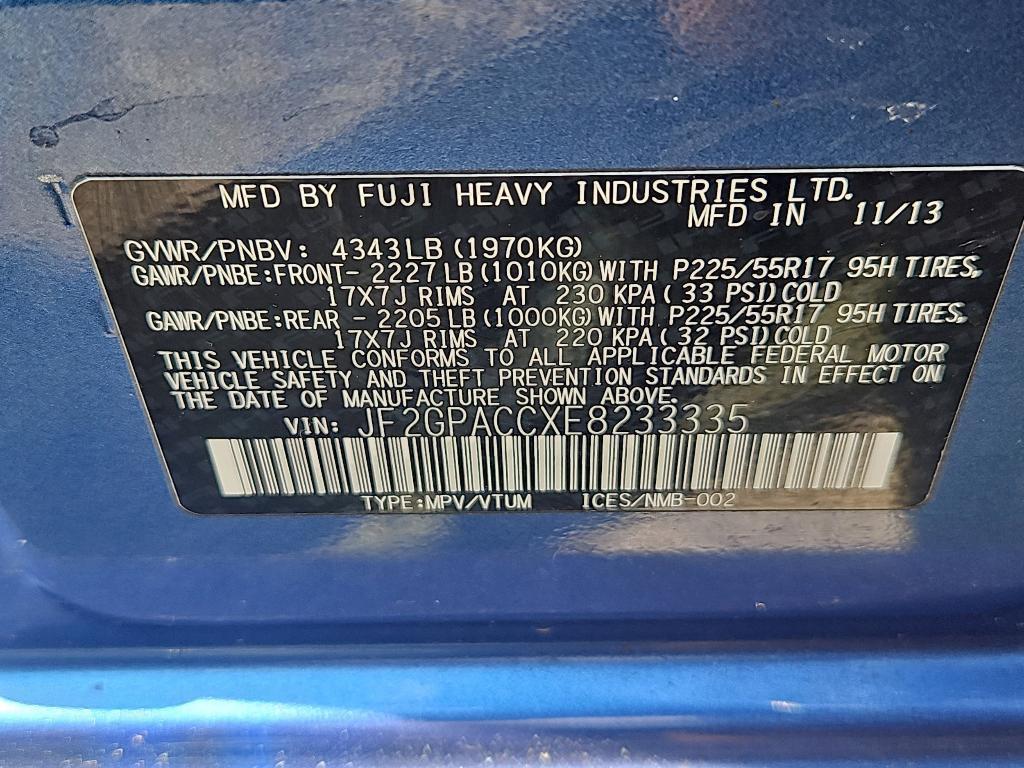 MFD BY FUJI HEAVY INDUSTRIES LTD.
MFD IN 11/13
GVWR/PNBV: 4343LB (1970KG)
GAWR/PNBE:FRONT- 2227LB (1010KG) WITH P225/55R17 95H TIRES,
17X7J RIMS AT 230 KPA ( 33 PSI) COLD
GAWR/PNBE:REAR - 2205LB (1000KG) WITH P225/55R17 95H TIRES,
17X7J RIMS AT 220 KPA ( 32 PSI) COLD
THIS VEHICLE CONFORMS TO ALL APPLICABLE FEDERAL MOTOR
VEHICLE SAFETY AND THEFT PREVENTION STANDARDS IN EFFECT ON
THE DATE OF MANUFACTURE SHOWN ABOVE.
VIN: JF2GPACCXE8233335
TYPE:MPV/VTUM ICES/NMB-002